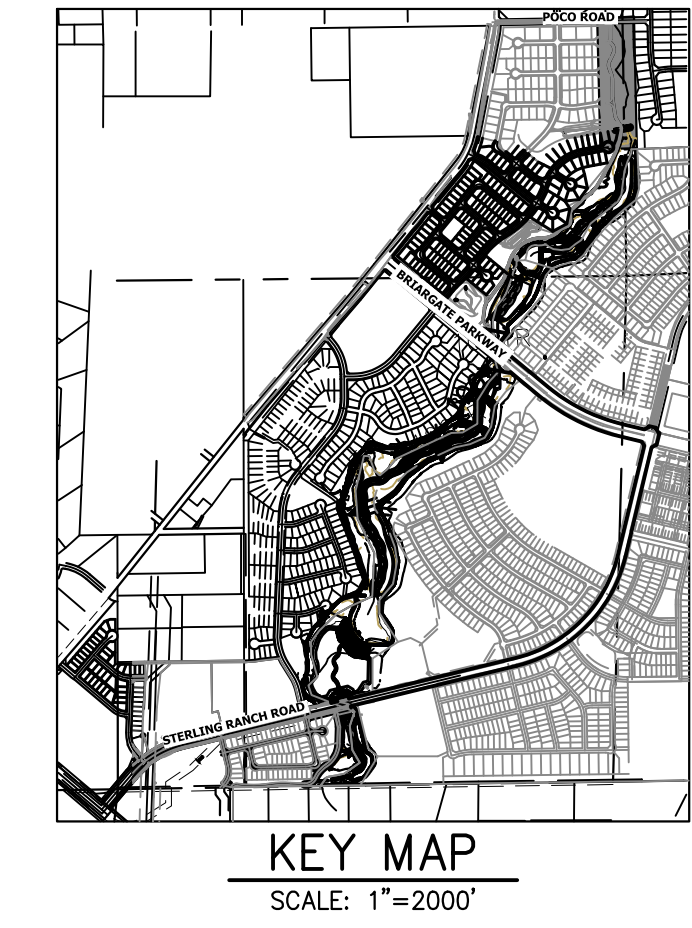 POCO ROAD
BRIARGATE PARKWAY
R
STERLING RANCH ROAD
KEY MAP
SCALE: 1"=2000'